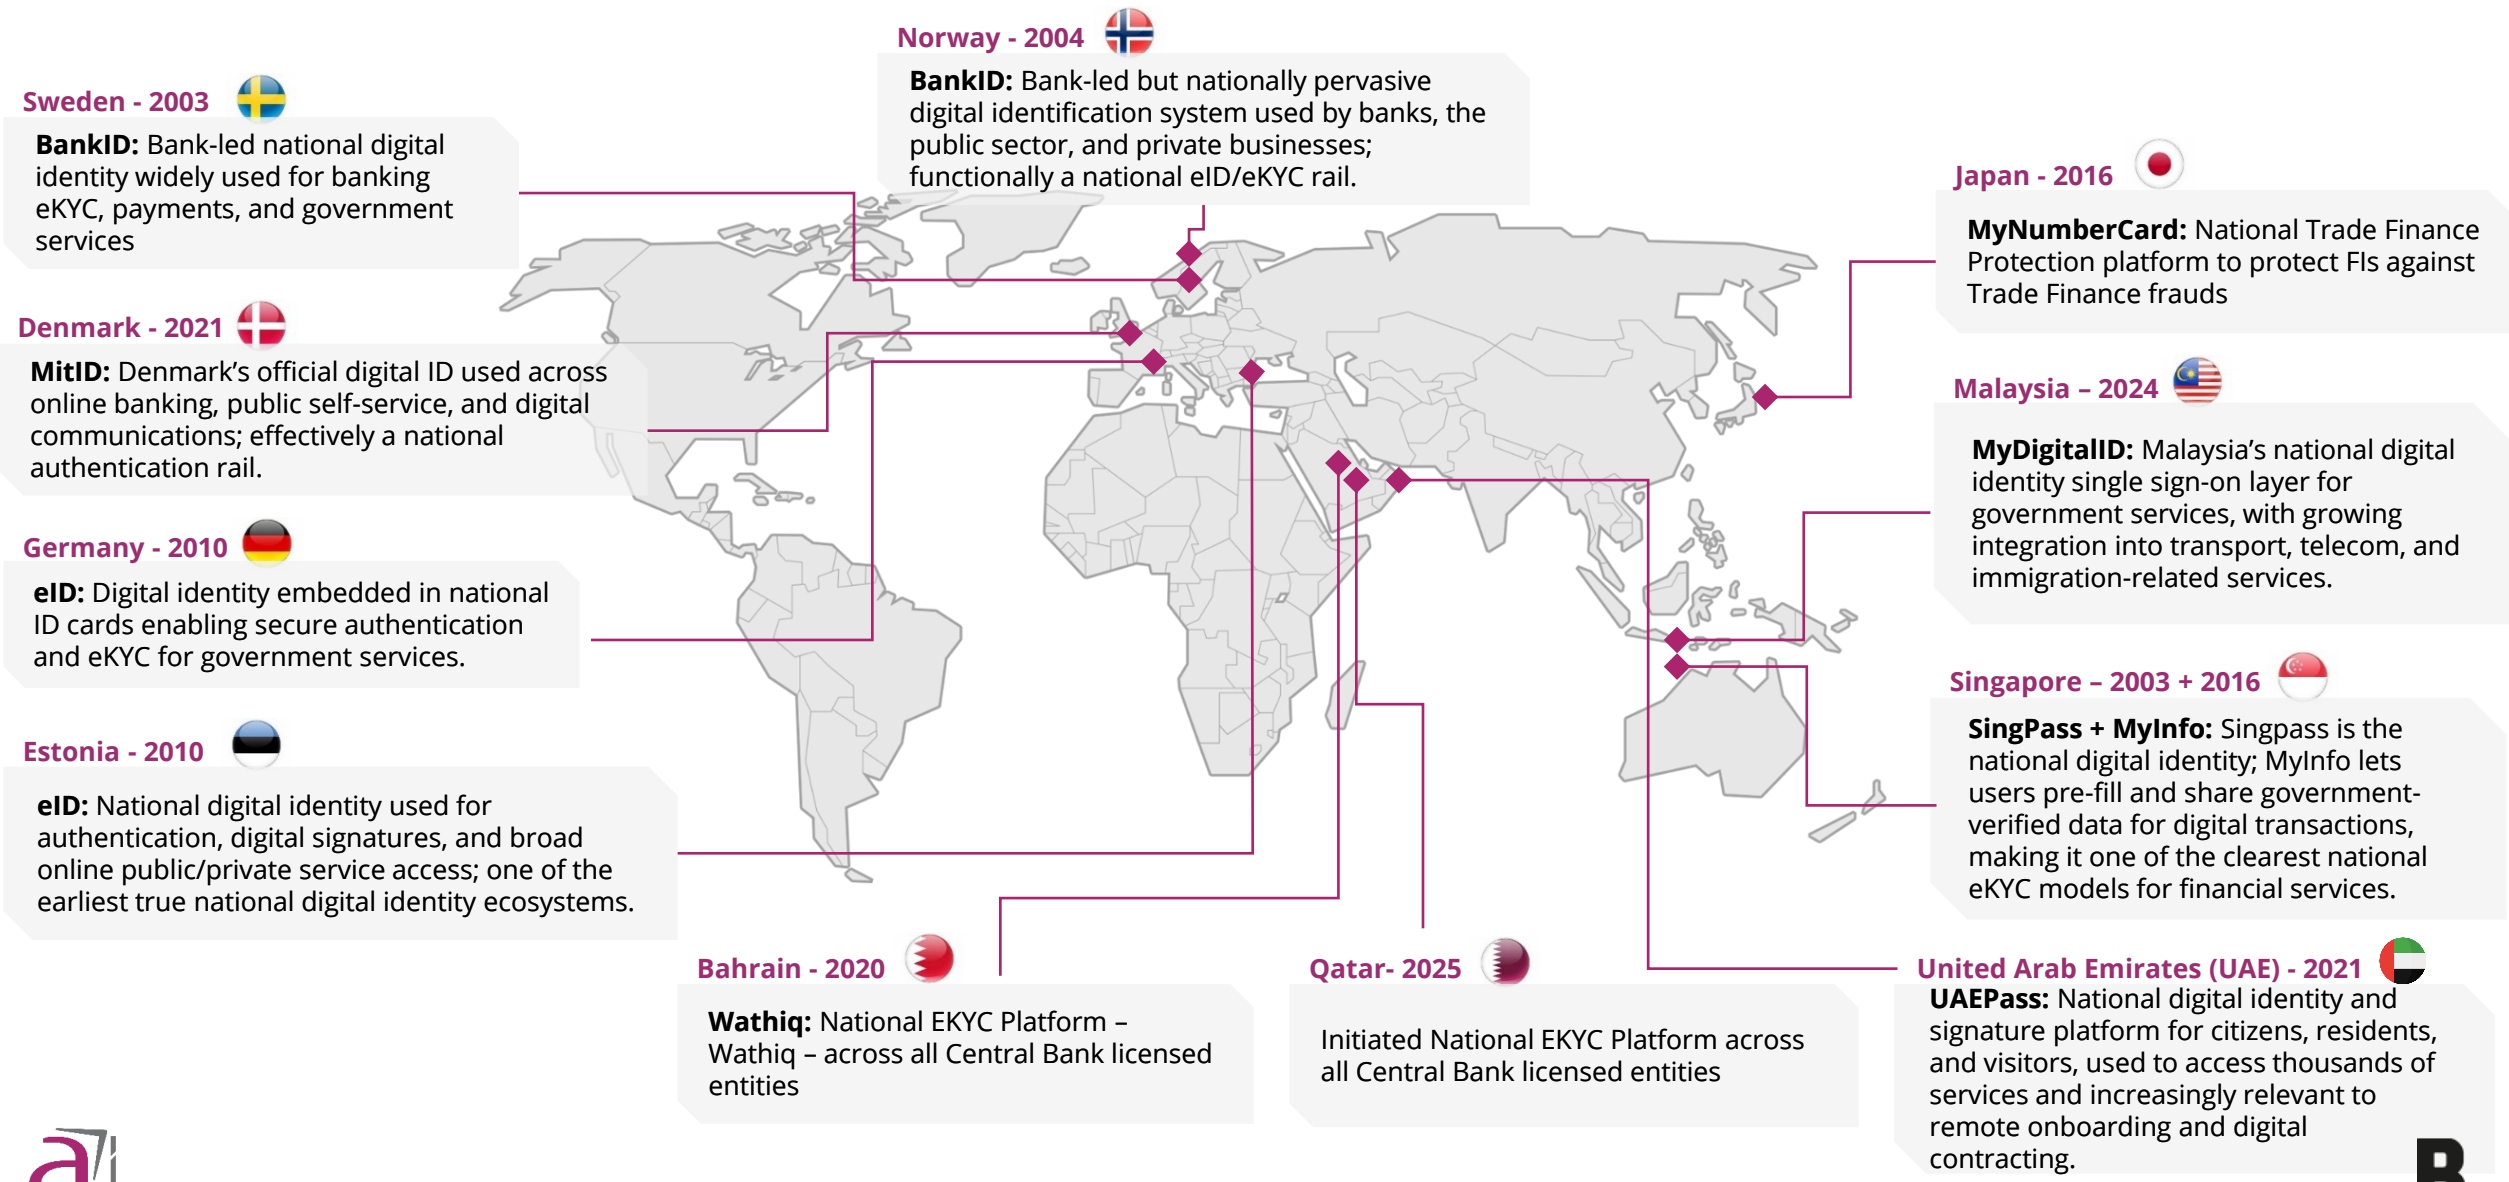 Norway - 2004
BankID: Bank-led but nationally pervasive
digital identification system used by banks, the
public sector, and private businesses;
functionally a national eID/eKYC rail.
Sweden - 2003
BankID: Bank-led national digital
identity widely used for banking
eKYC, payments, and government
services
Denmark - 2021
MitID: Denmark’s official digital ID used across
online banking, public self-service, and digital
communications; effectively a national
authentication rail.
Germany - 2010
eID: Digital identity embedded in national
ID cards enabling secure authentication
and eKYC for government services.
Estonia - 2010
eID: National digital identity used for
authentication, digital signatures, and broad
online public/private service access; one of the
earliest true national digital identity ecosystems.
Japan - 2016
MyNumberCard: National Trade Finance
Protection platform to protect FIs against
Trade Finance frauds
Malaysia – 2024
MyDigitalID: Malaysia’s national digital
identity single sign-on layer for
government services, with growing
integration into transport, telecom, and
immigration-related services.
Singapore – 2003 + 2016
SingPass + MyInfo: Singpass is the
national digital identity; MyInfo lets
users pre-fill and share government-
verified data for digital transactions,
making it one of the clearest national
eKYC models for financial services.
Bahrain - 2020
Wathiq: National EKYC Platform –
Wathiq – across all Central Bank licensed
entities
Qatar- 2025
Initiated National EKYC Platform across
all Central Bank licensed entities
United Arab Emirates (UAE) - 2021
UAEPass: National digital identity and
signature platform for citizens, residents,
and visitors, used to access thousands of
services and increasingly relevant to
remote onboarding and digital
contracting.